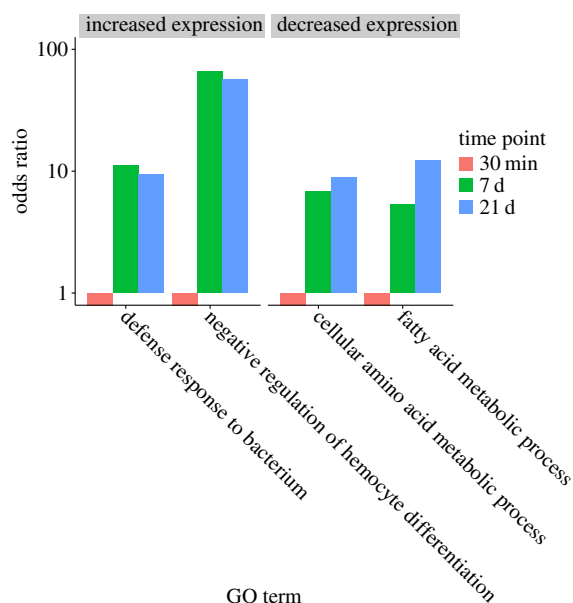 increased expression
decreased expression
100
10
1
odds ratio
time point
30 min
7 d
21 d
defense response to bacterium
negative regulation of hemocyte differentiation
cellular amino acid metabolic process
fatty acid metabolic process
GO term